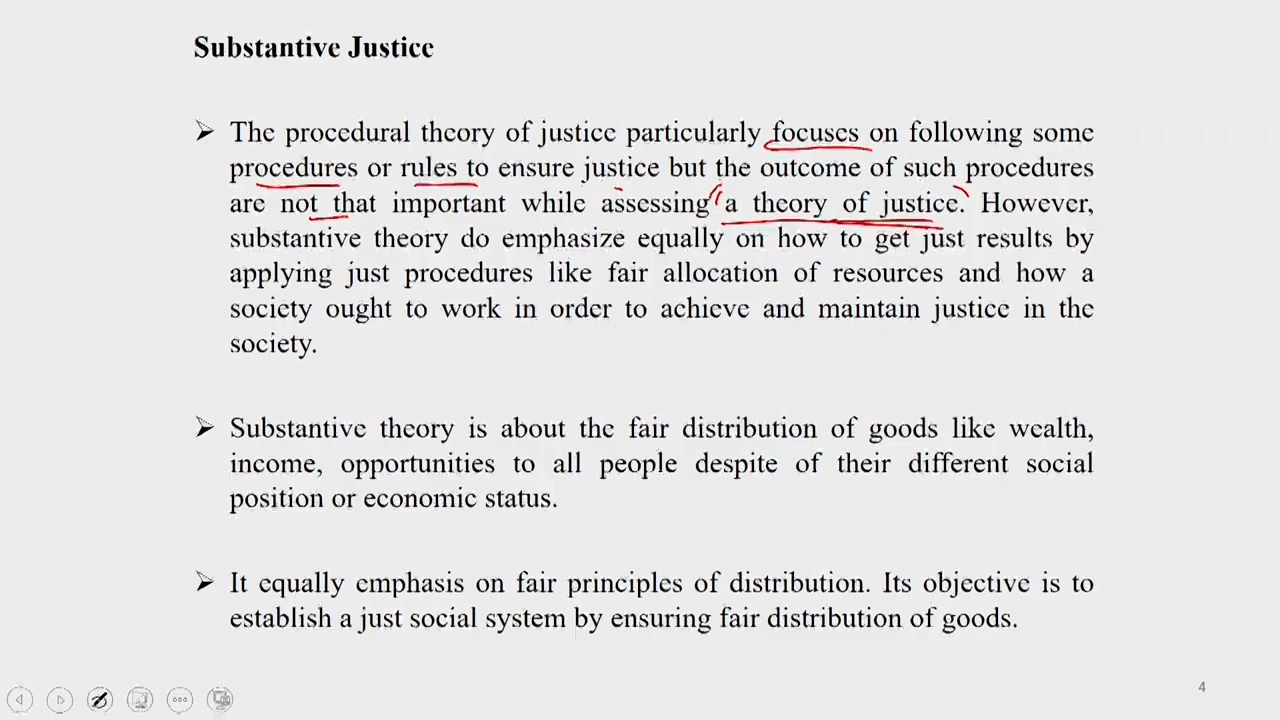 Substantive Justice
➢ The procedural theory of justice particularly focuses on following some
procedures or rules to ensure justice but the outcome of such procedures
are not that important while assessing a theory of justice. However,
substantive theory do emphasize equally on how to get just results by
applying just procedures like fair allocation of resources and how a
society ought to work in order to achieve and maintain justice in the
society.
➢ Substantive theory is about the fair distribution of goods like wealth,
income, opportunities to all people despite of their different social
position or economic status.
➢ It equally emphasis on fair principles of distribution. Its objective is to
establish a just social system by ensuring fair distribution of goods.
4